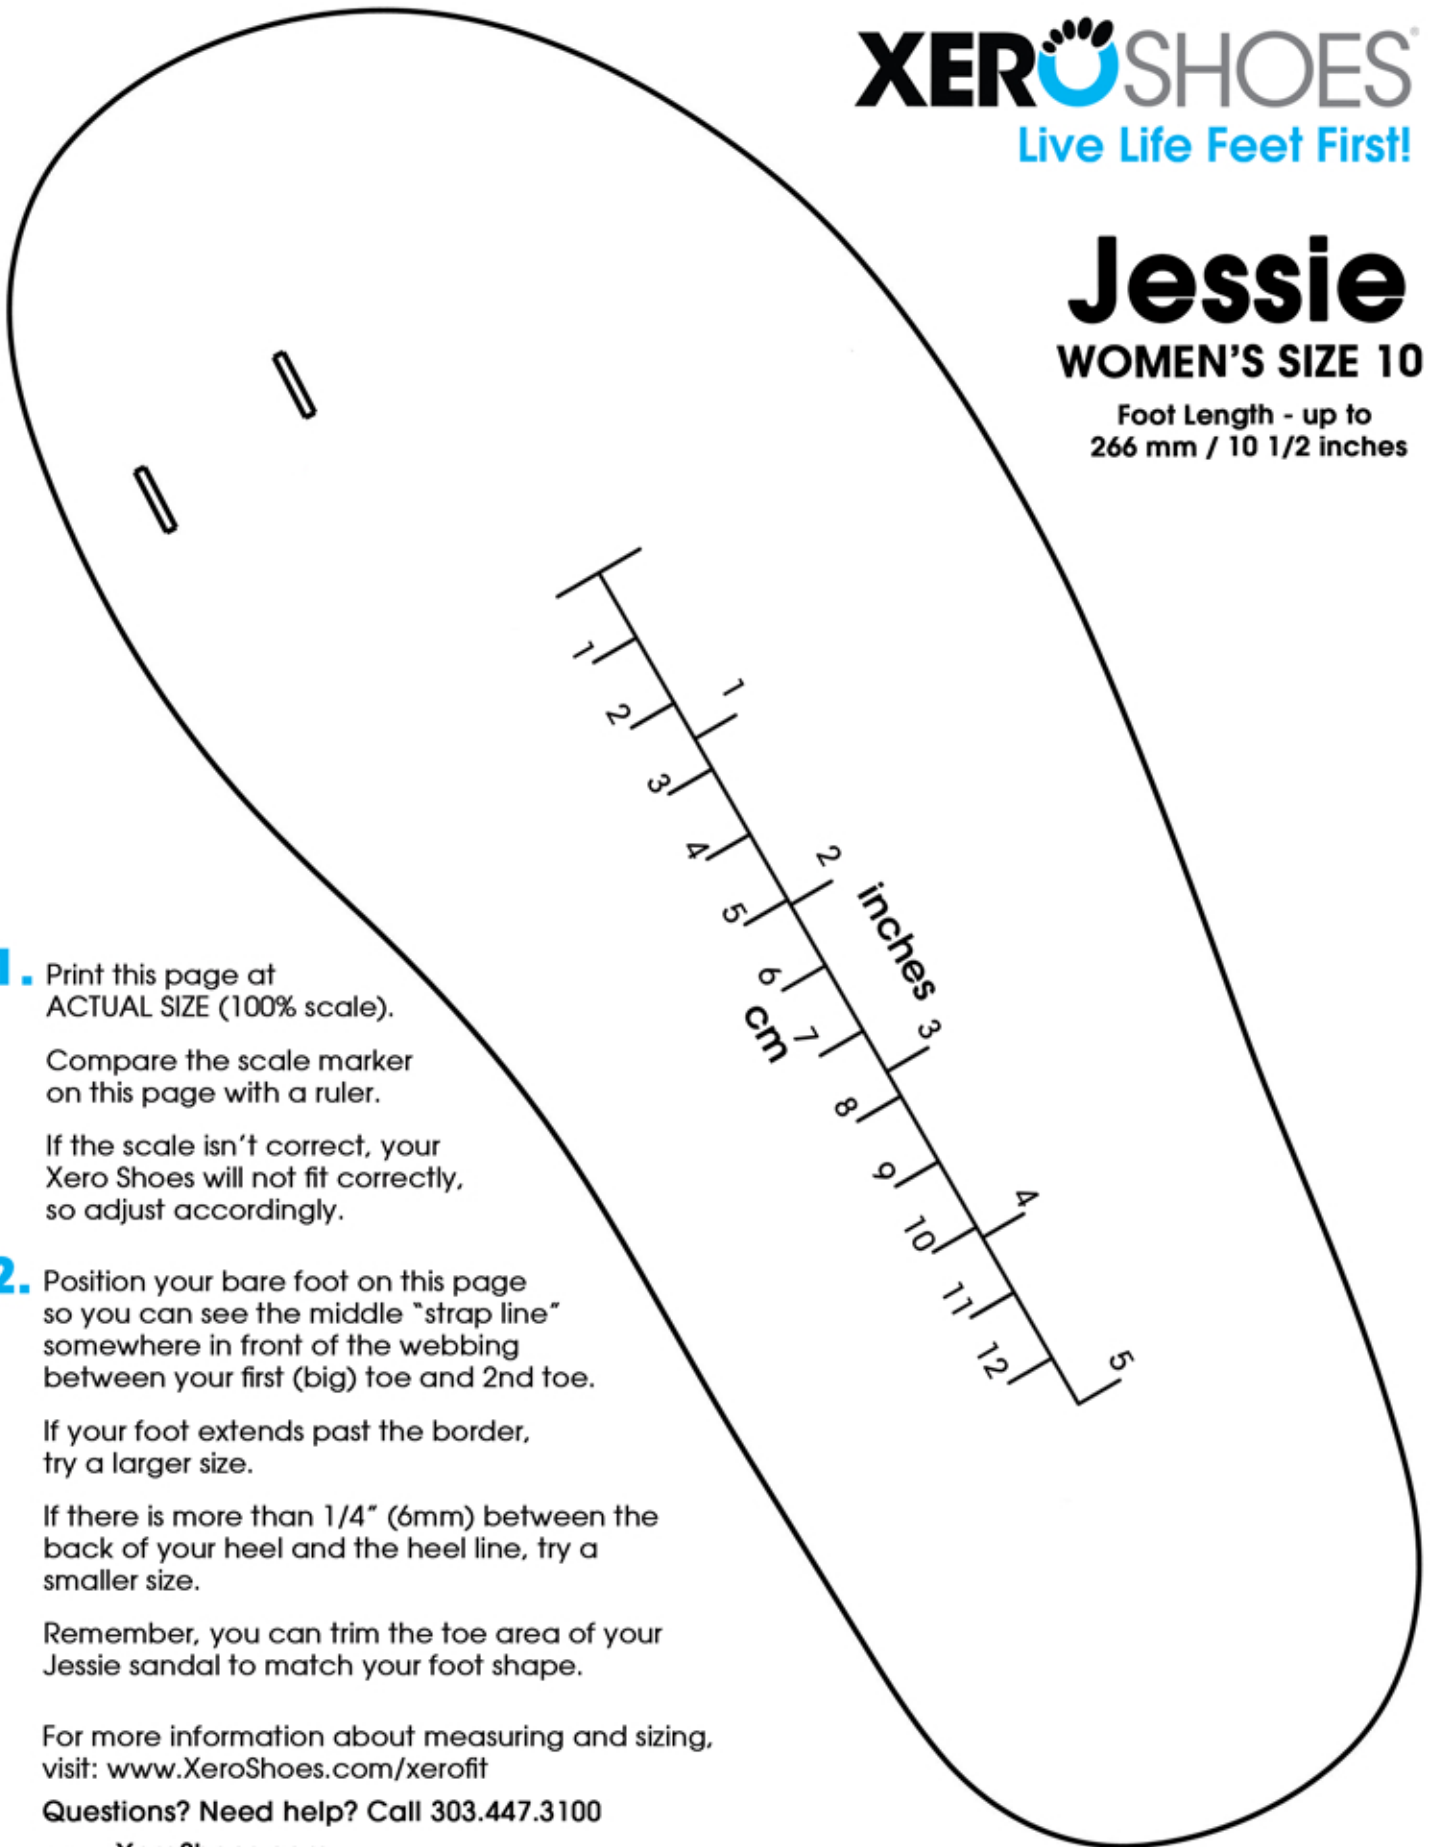 XEROSHOES®
Live Life Feet First!
Jessie
WOMEN'S SIZE 10
Foot Length - up to
266 mm / 10 1/2 inches
1
2
3
4
5
6
7
8
9
10
11
12
cm
1
2
3
4
5
inches
1. Print this page at
ACTUAL SIZE (100% scale).
Compare the scale marker
on this page with a ruler.
If the scale isn't correct, your
Xero Shoes will not fit correctly,
so adjust accordingly.
2. Position your bare foot on this page
so you can see the middle "strap line"
somewhere in front of the webbing
between your first (big) toe and 2nd toe.
If your foot extends past the border,
try a larger size.
If there is more than 1/4" (6mm) between the
back of your heel and the heel line, try a
smaller size.
Remember, you can trim the toe area of your
Jessie sandal to match your foot shape.
For more information about measuring and sizing,
visit: www.XeroShoes.com/xerofit
Questions? Need help? Call 303.447.3100